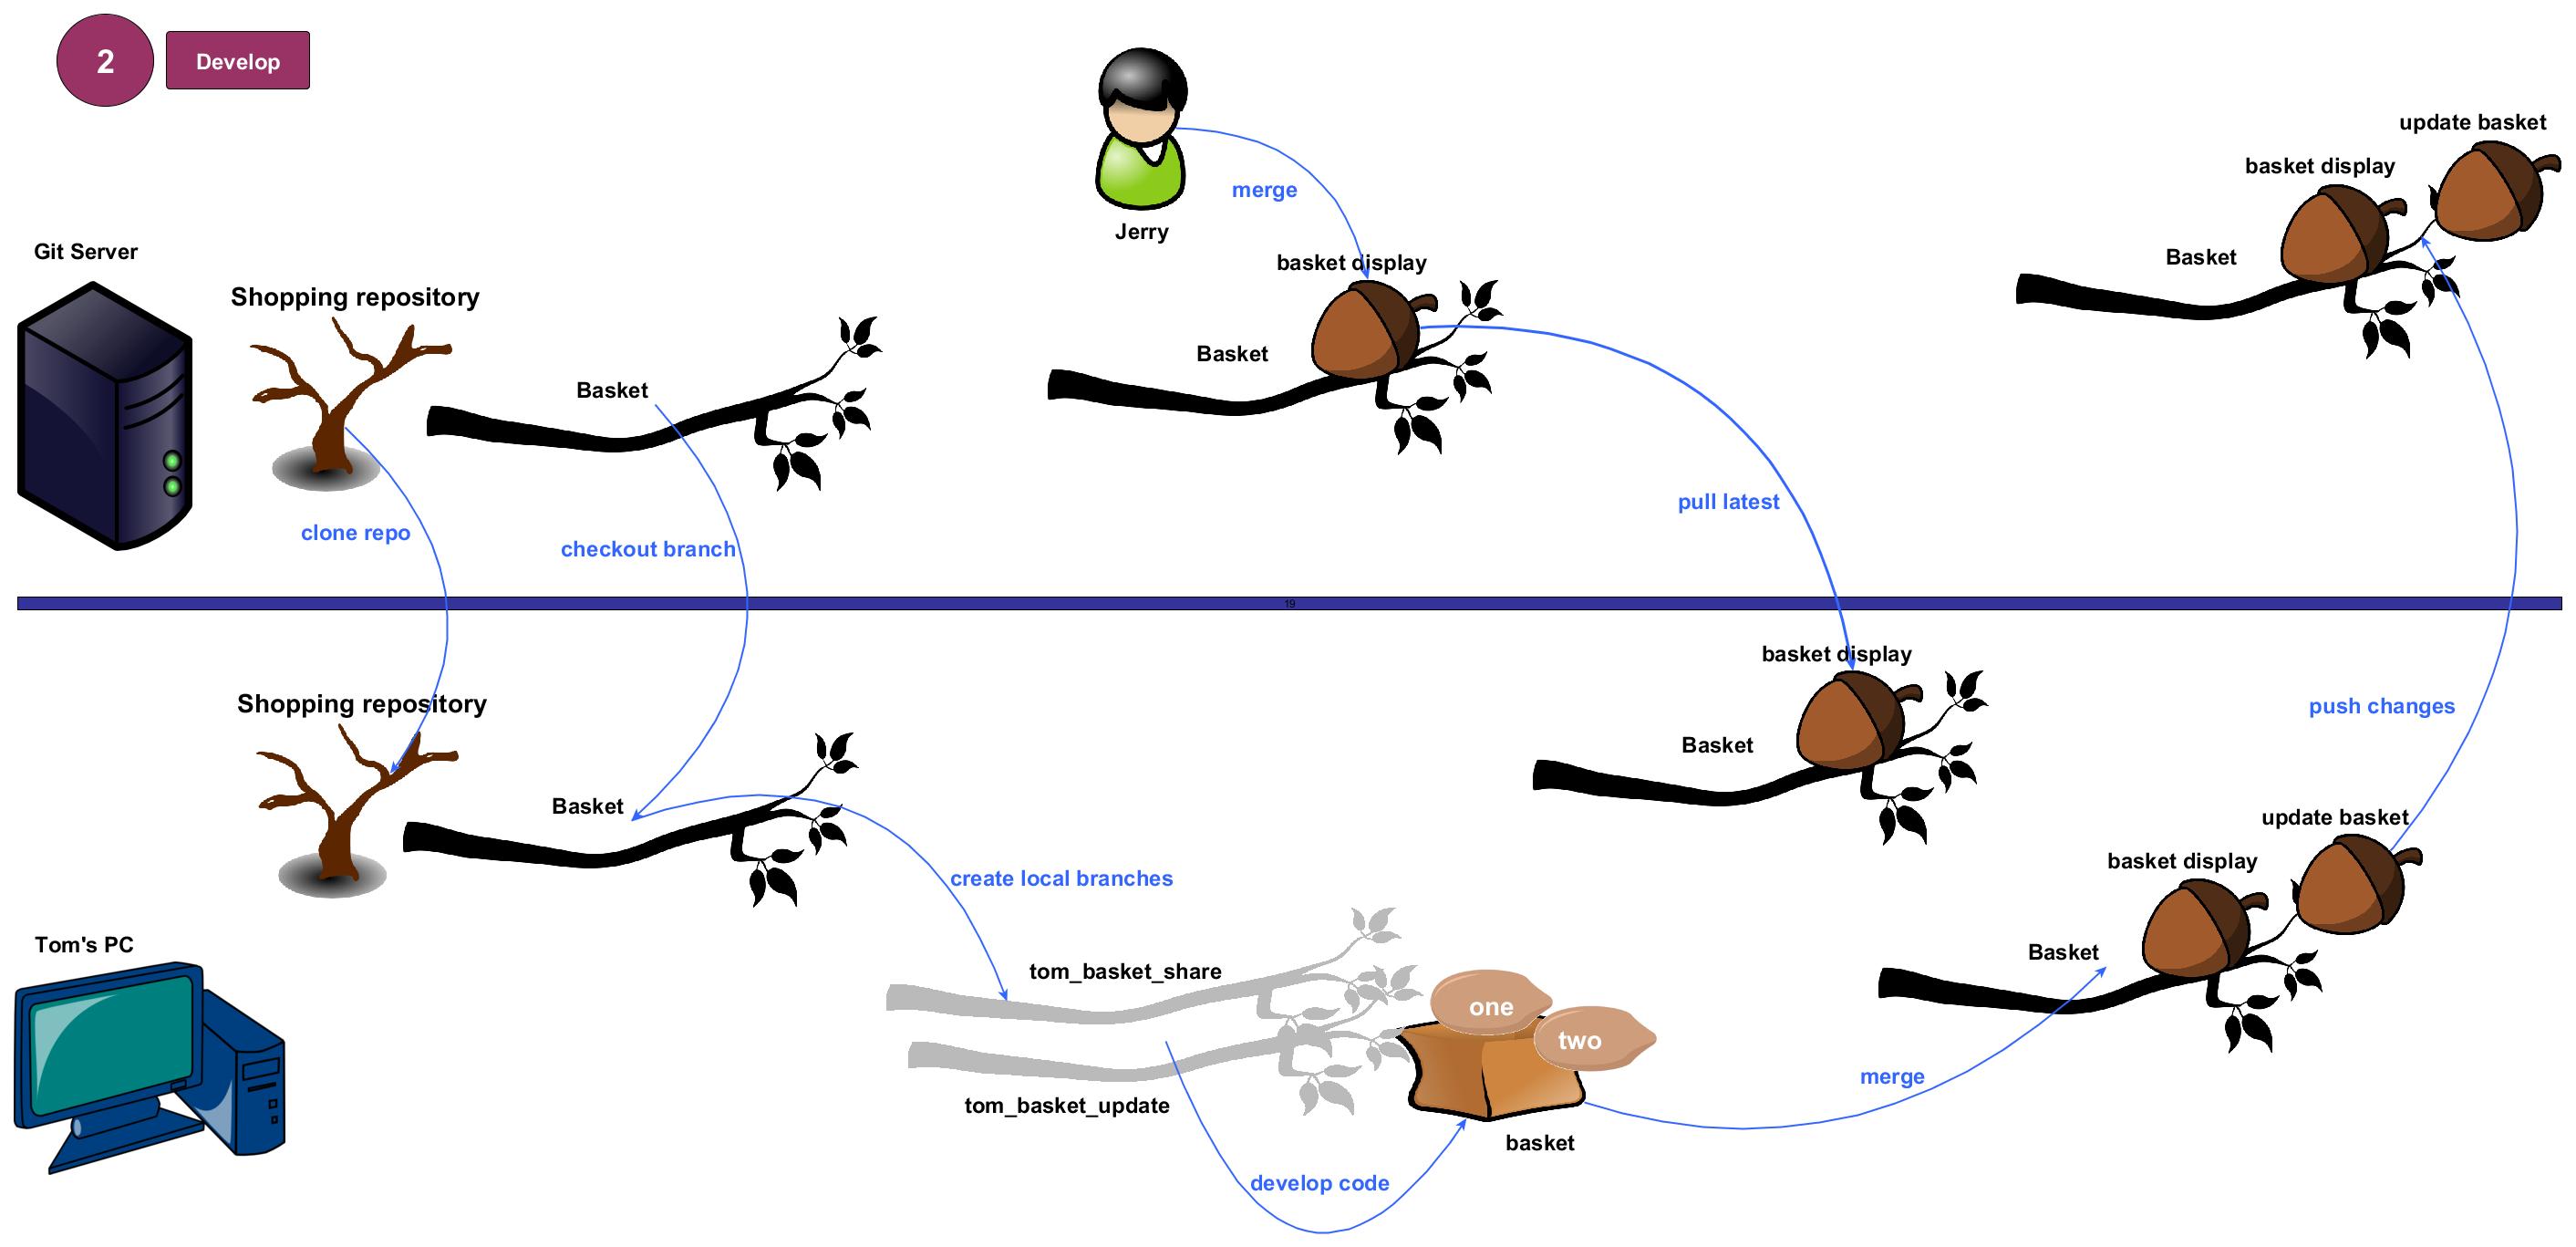 2
Develop
Jerry
merge
Git Server
Shopping repository
Basket
basket display
Basket
update basket
basket display
Basket
clone repo
checkout branch
pull latest
19
Shopping repository
Basket
create local branches
basket display
Basket
push changes
Tom's PC
tom_basket_share
tom_basket_update
one
two
basket
develop code
update basket
basket display
Basket
merge